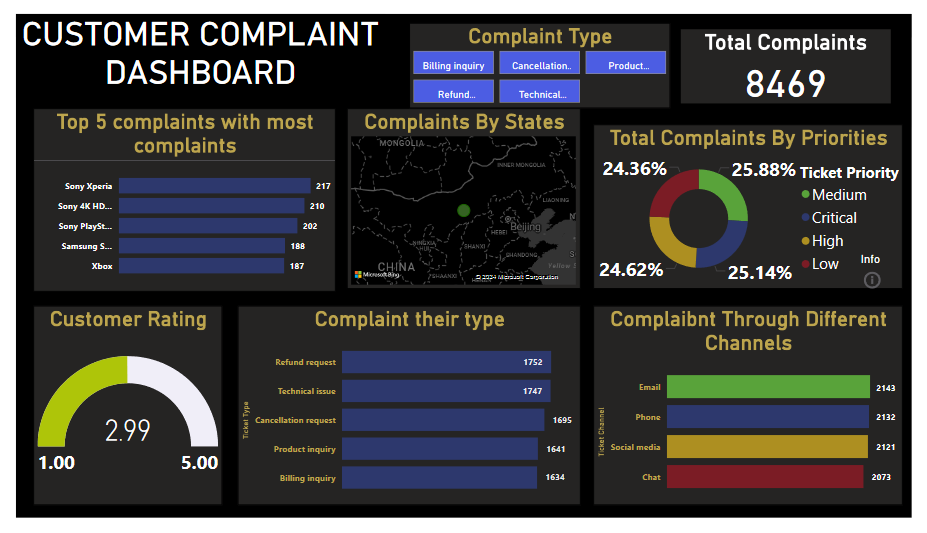 CUSTOMER COMPLAINT
DASHBOARD
Complaint Type
Billing inquiry
Cancellation..
Product...
Refund...
Technical...
Total Complaints
8469
Top 5 complaints with most
complaints
Sony Xperia 217
Sony 4K HD... 210
Sony PlaySt... 202
Samsung S... 188
Xbox 187
Complaints By States
MONGOLIA
INNER MONGOLIA
LIAONING
Beijing
HEBEI
NINGXIA
HUI
SHANXI
SHANDONG
CHINA
SHAANXI
Yellow S
Microsoft Bing
© 2024 Microsoft Corporation
Total Complaints By Priorities
24.36%
25.88%
24.62%
25.14%
Ticket Priority
Medium
Critical
High
Low
Info
Customer Rating
2.99
1.00
5.00
Complaint their type
Ticket Type
Refund request 1752
Technical issue 1747
Cancellation request 1695
Product inquiry 1641
Billing inquiry 1634
Complaibnt Through Different
Channels
Ticket Channel
Email 2143
Phone 2132
Social media 2121
Chat 2073